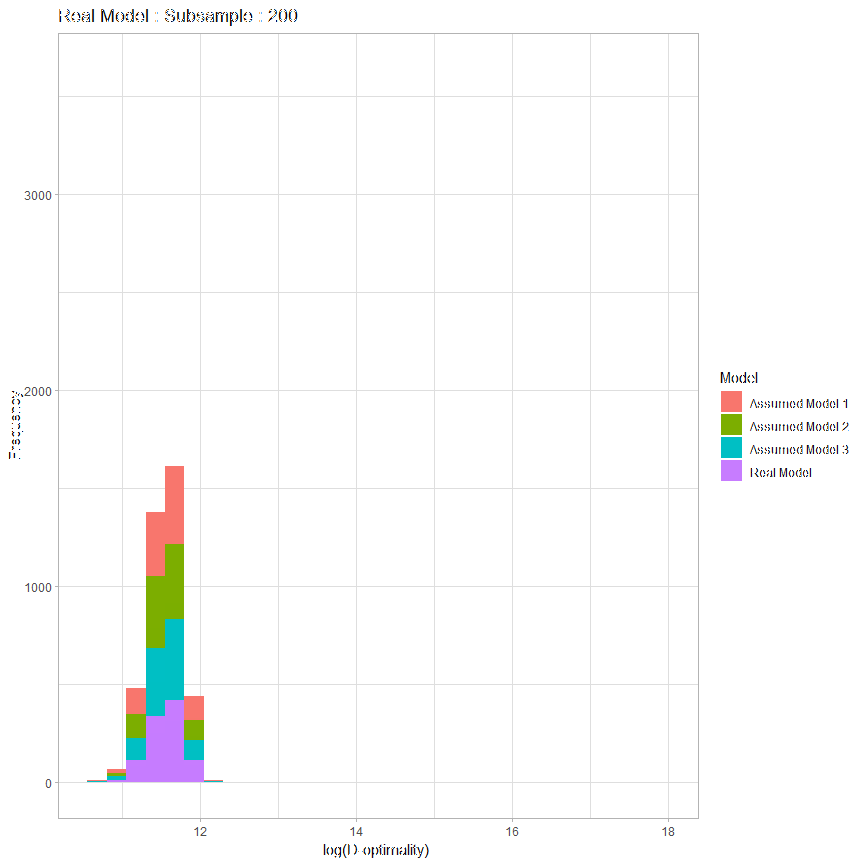 Real Model : Subsample : 200
3000
2000
1000
0
Frequency
12
14
16
18
log(D-optimality)
Model
Assumed Model 1
Assumed Model 2
Assumed Model 3
Real Model